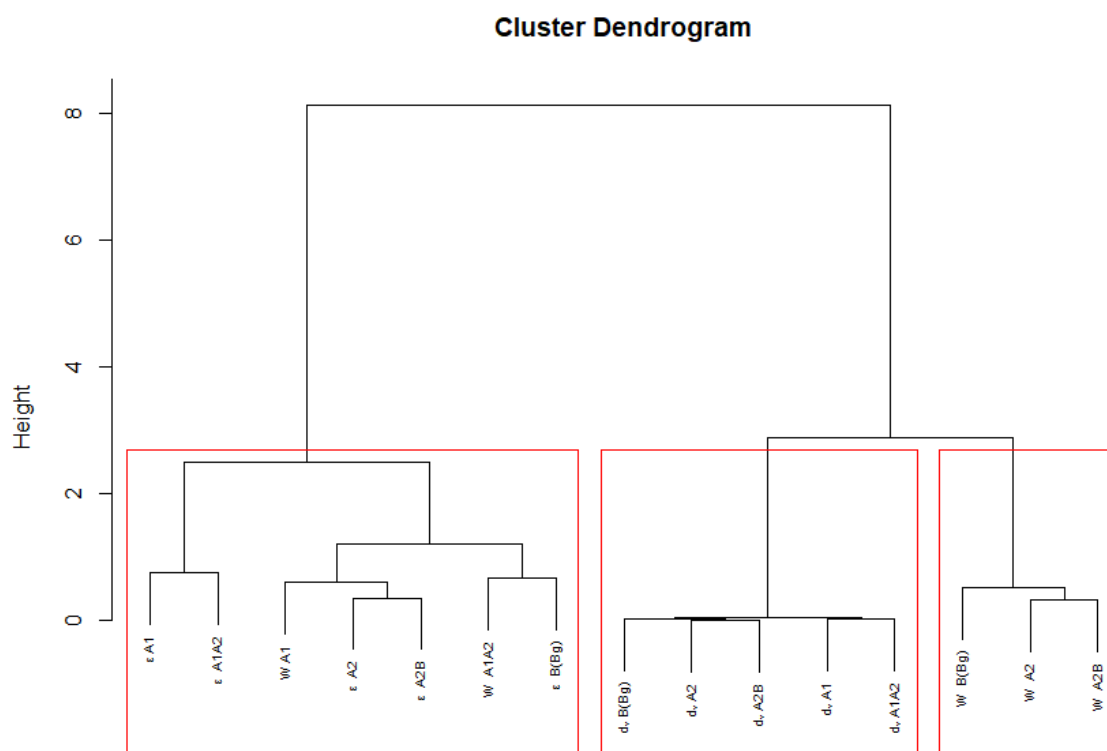 Cluster Dendrogram
Height
8
6
4
2
0
ε A1
ε A1A2
W A1
ε A2
ε A2B
W A1A2
ε B(Bg)
dᵥ B(Bg)
dᵥ A2
dᵥ A2B
dᵥ A1
dᵥ A1A2
W B(Bg)
W A2
W A2B